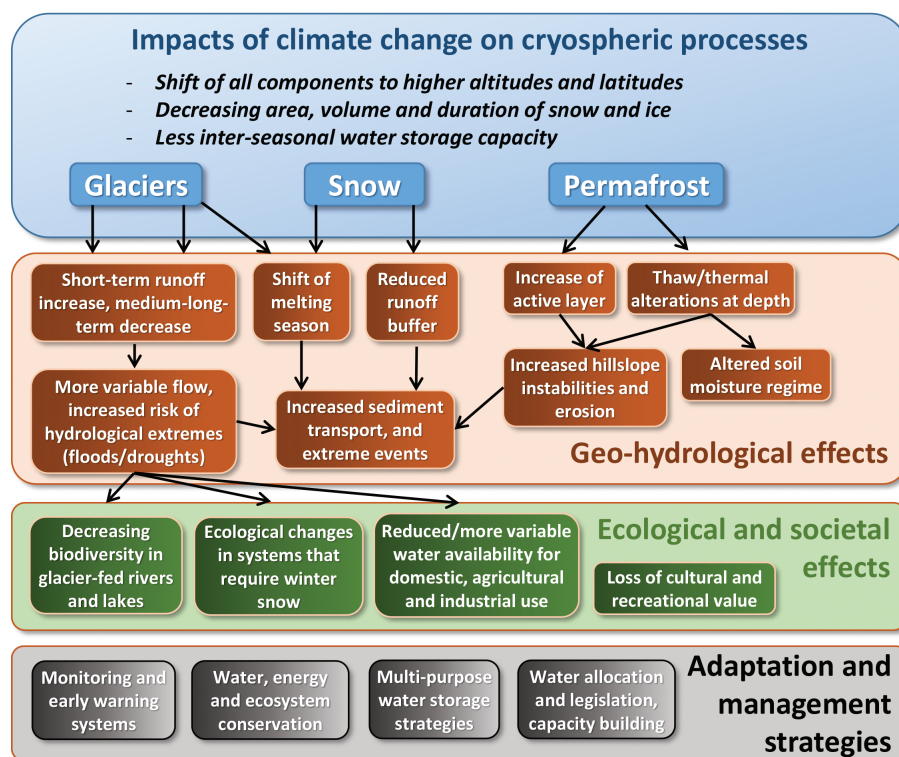 Impacts of climate change on cryospheric processes
- Shift of all components to higher altitudes and latitudes
- Decreasing area, volume and duration of snow and ice
- Less inter-seasonal water storage capacity
Glaciers
Snow
Permafrost
Short-term runoff
increase, medium-long-
term decrease
Shift of
melting
season
Reduced
runoff
buffer
Increase of
active layer
Thaw/thermal
alterations at depth
More variable flow,
increased risk of
hydrological extremes
(floods/droughts)
Increased sediment
transport, and
extreme events
Increased hillslope
instabilities and
erosion
Altered soil
moisture regime
Geo-hydrological effects
Decreasing
biodiversity in
glacier-fed rivers
and lakes
Ecological changes
in systems that
require winter
snow
Reduced/more variable
water availability for
domestic, agricultural
and industrial use
Ecological and societal
effects
Loss of cultural and
recreational value
Monitoring and
early warning
systems
Water, energy
and ecosystem
conservation
Multi-purpose
water storage
strategies
Water allocation
and legislation,
capacity building
Adaptation and
management
strategies